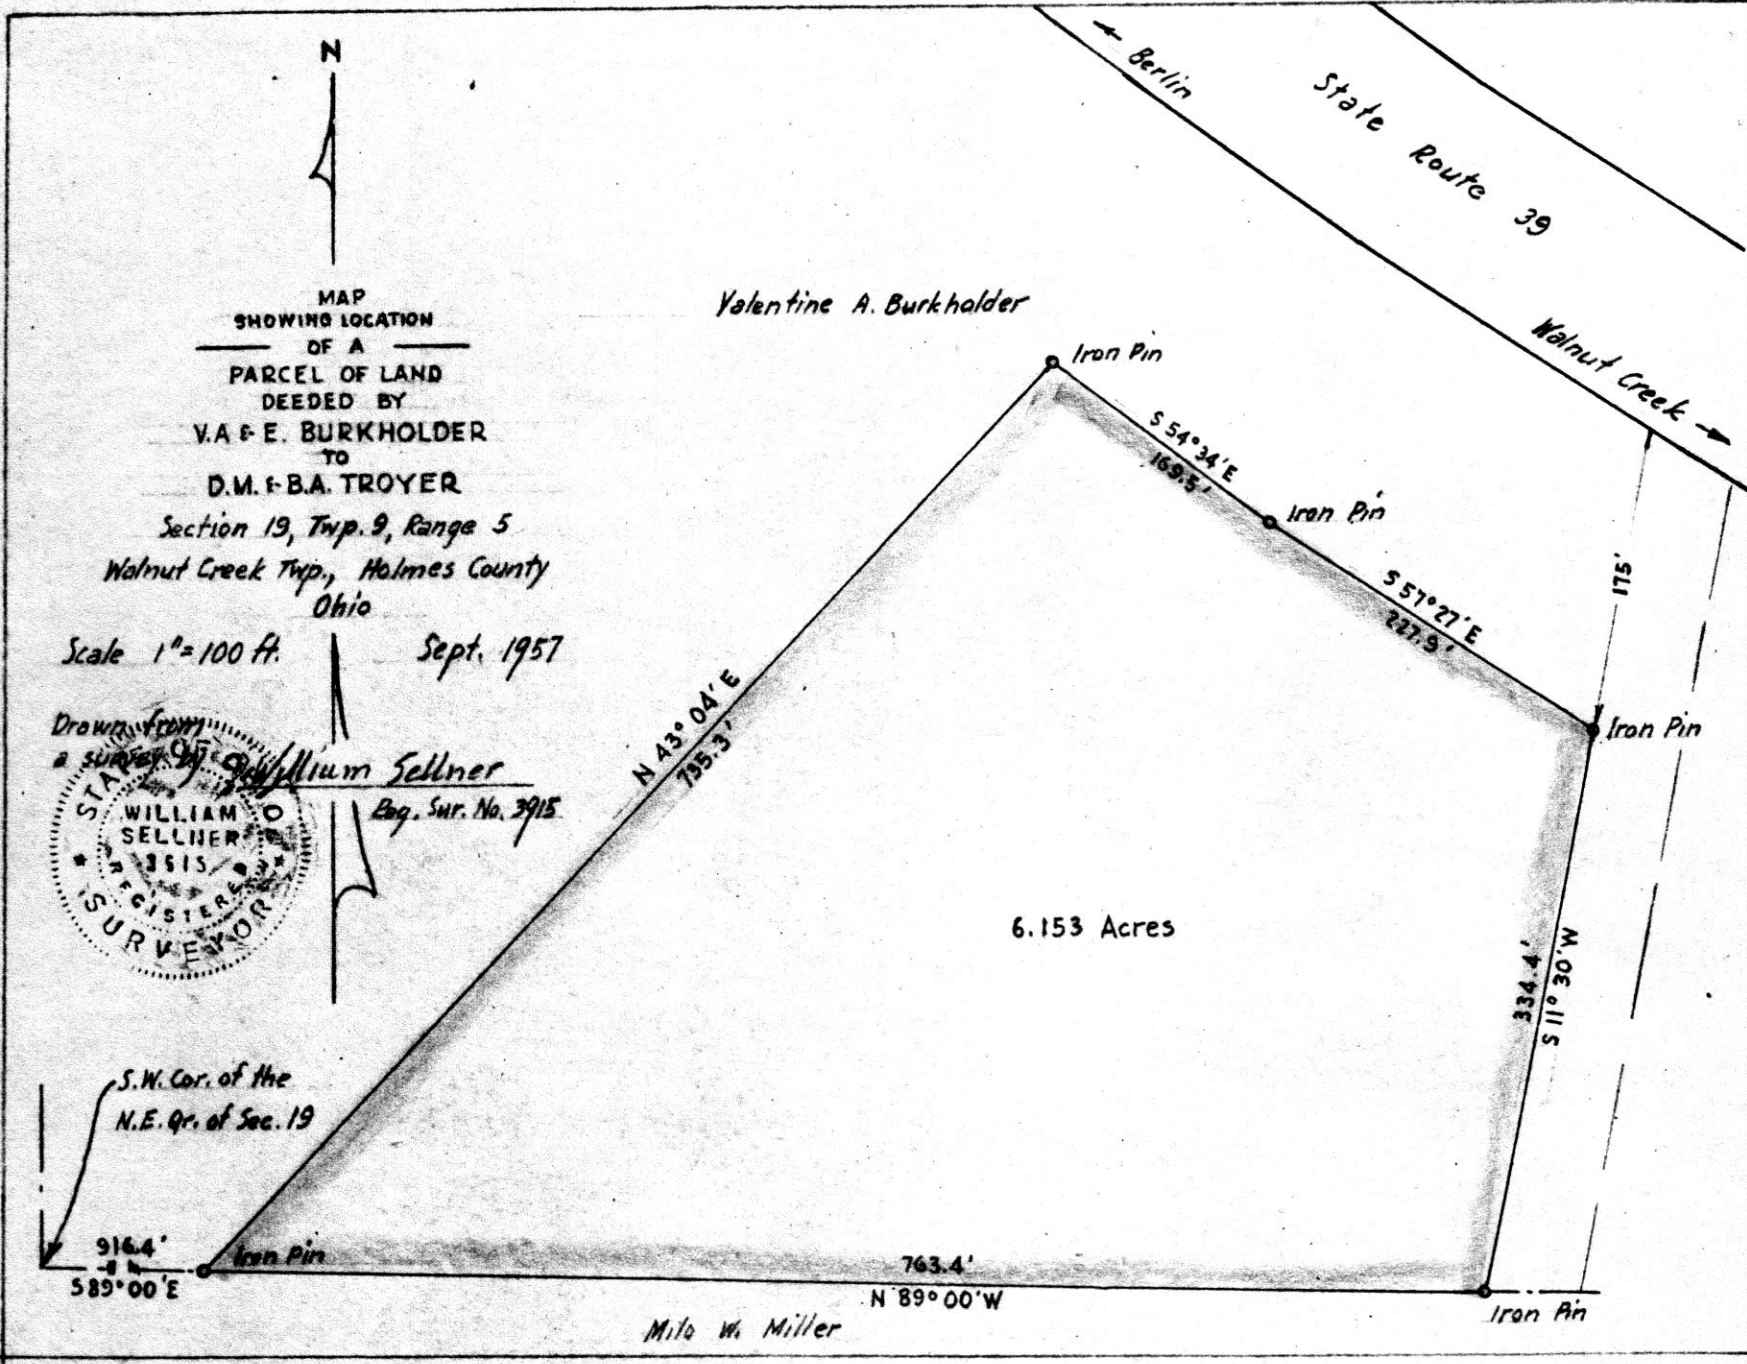 N
MAP
SHOWING LOCATION
OF A
PARCEL OF LAND
DEEDED BY
V.A & E. BURKHOLDER
TO
D.M. & B.A. TROYER
Section 19, Twp. 9, Range 5
Walnut Creek Twp., Holmes County
Ohio
Scale 1"=100 ft. Sept. 1957
Drawn from
a survey by William Sellner
Reg. Sur. No. 3915
STATE OF OHIO
WILLIAM
SELLNER
REGISTERED
SURVEYOR
← Berlin
State Route 39
Walnut Creek →
Valentine A. Burkholder
Iron Pin
S 54° 34' E
169.5'
Iron Pin
S 57° 27' E
227.9'
175'
Iron Pin
N 43° 04' E
735.3'
6.153 Acres
334.4'
S 11° 30' W
S.W. Cor. of the
N.E. Qr. of Sec. 19
916.4'
S 89° 00' E
Iron Pin
763.4'
N 89° 00' W
Iron Pin
Milo W. Miller